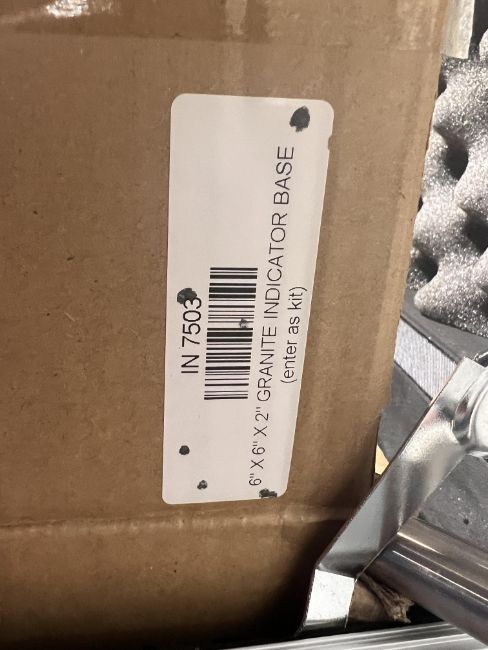 IN 7503
6" X 6" X 2" GRANITE INDICATOR BASE
(enter as kit)